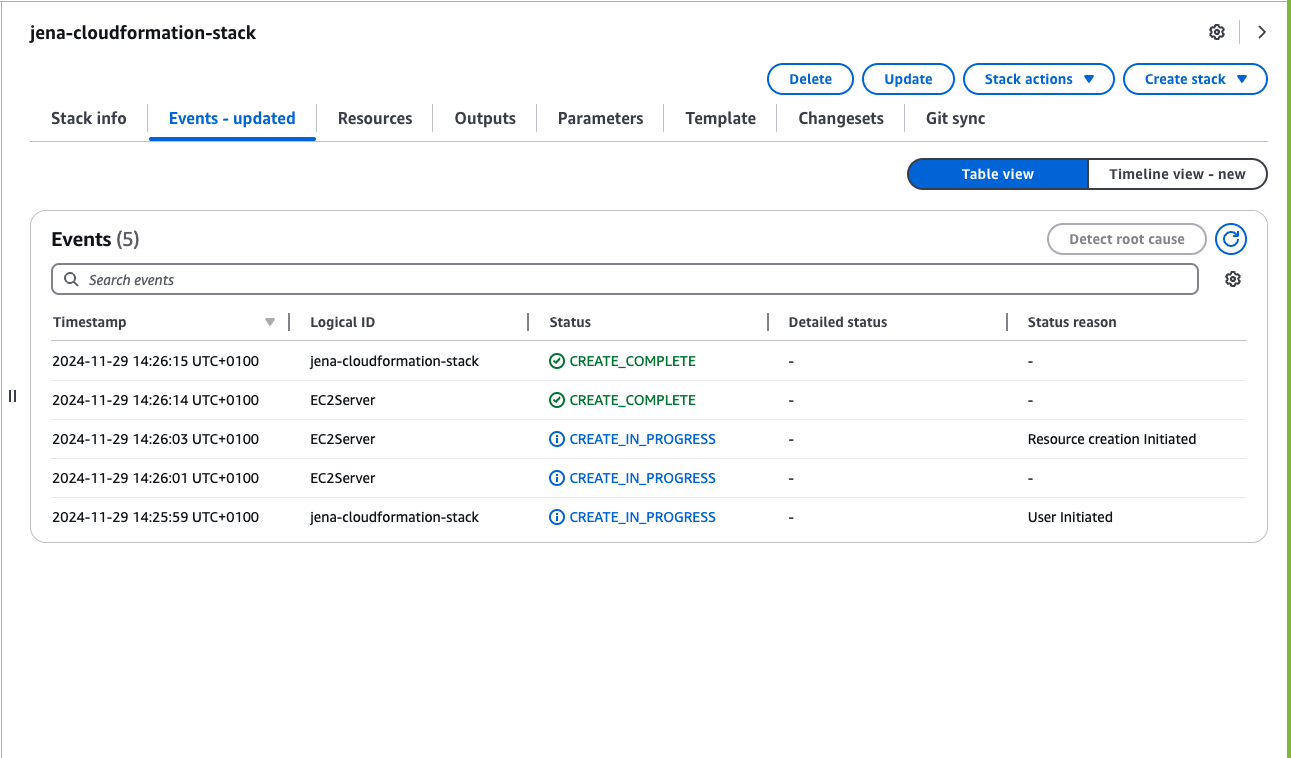 jena-cloudformation-stack
Delete Update Stack actions Create stack
Stack info Events - updated Resources Outputs Parameters Template Changesets Git sync
Table view Timeline view - new
Events (5) Detect root cause
Search events
Timestamp Logical ID Status Detailed status Status reason
2024-11-29 14:26:15 UTC+0100 jena-cloudformation-stack CREATE_COMPLETE - -
2024-11-29 14:26:14 UTC+0100 EC2Server CREATE_COMPLETE - -
2024-11-29 14:26:03 UTC+0100 EC2Server CREATE_IN_PROGRESS - Resource creation Initiated
2024-11-29 14:26:01 UTC+0100 EC2Server CREATE_IN_PROGRESS - -
2024-11-29 14:25:59 UTC+0100 jena-cloudformation-stack CREATE_IN_PROGRESS - User Initiated